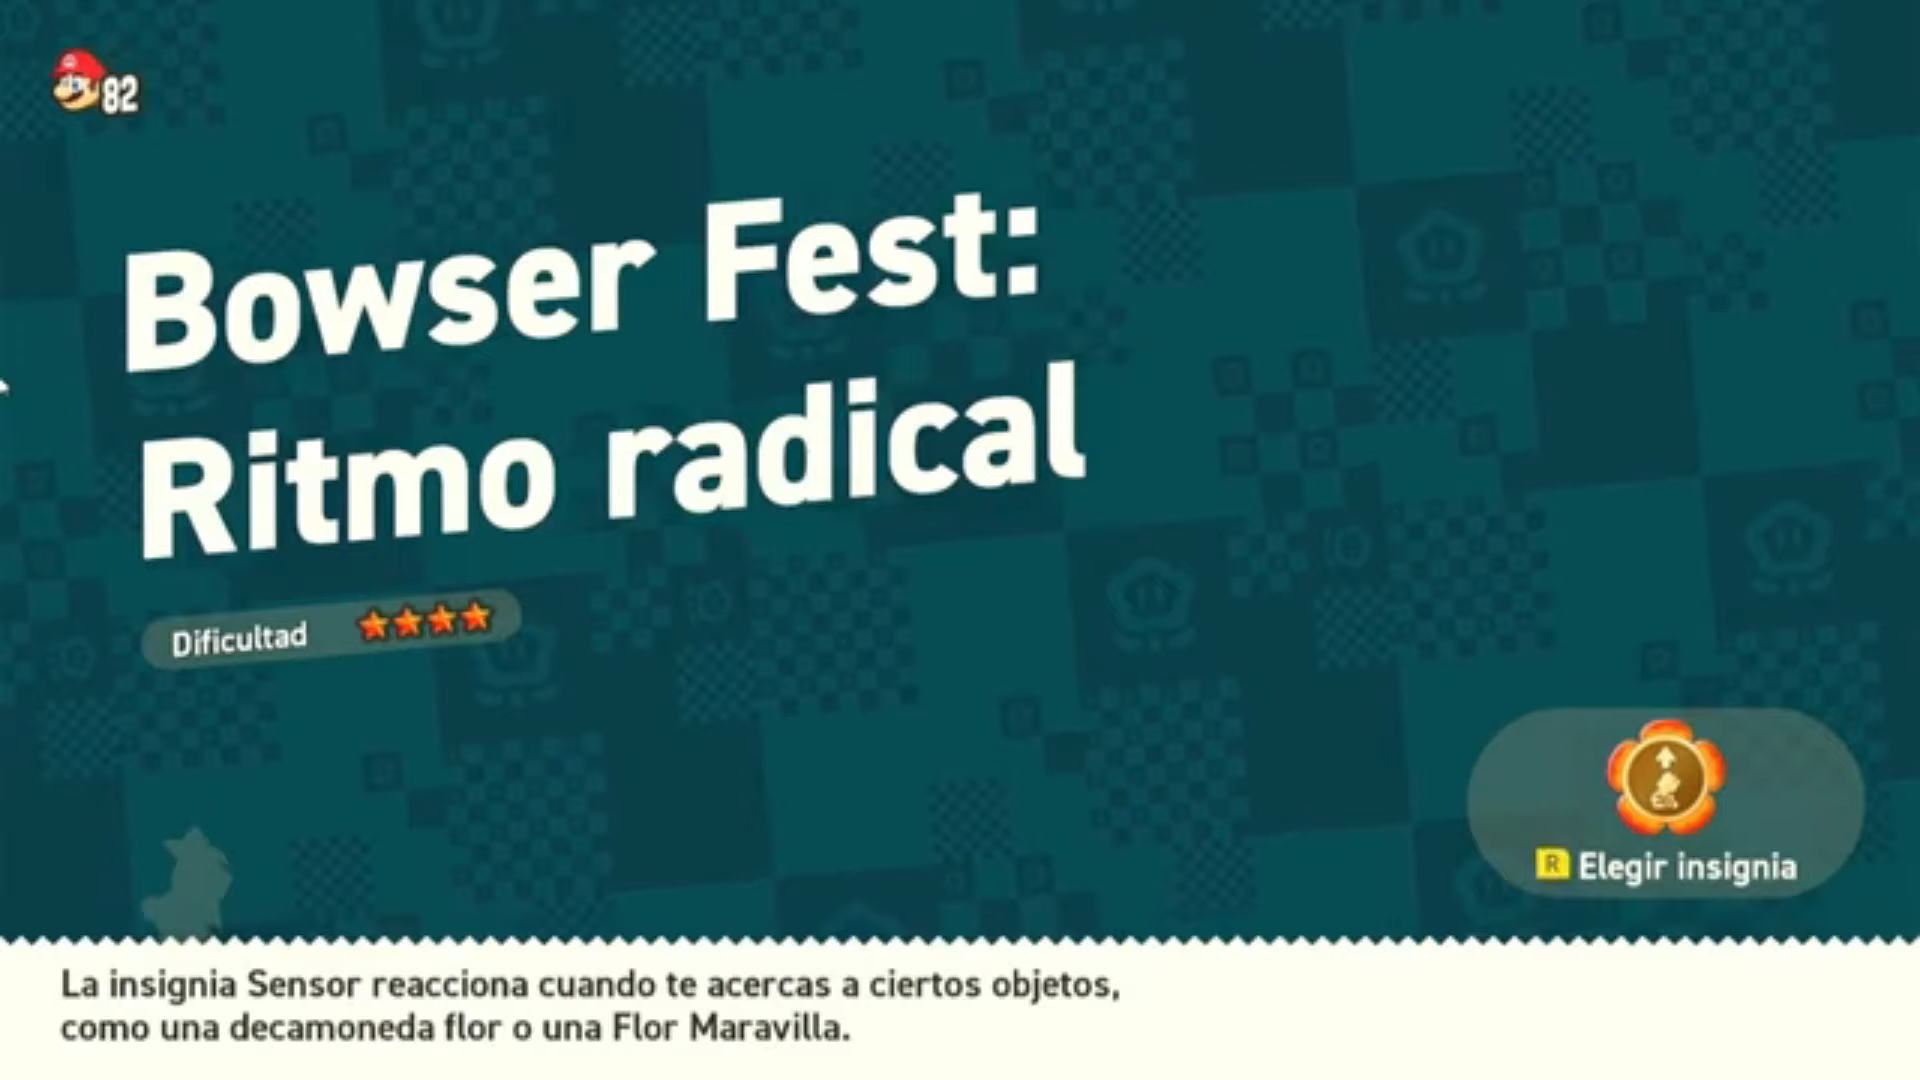 82
Bowser Fest:
Ritmo radical
Dificultad
R Elegir insignia
La insignia Sensor reacciona cuando te acercas a ciertos objetos,
como una decamoneda flor o una Flor Maravilla.